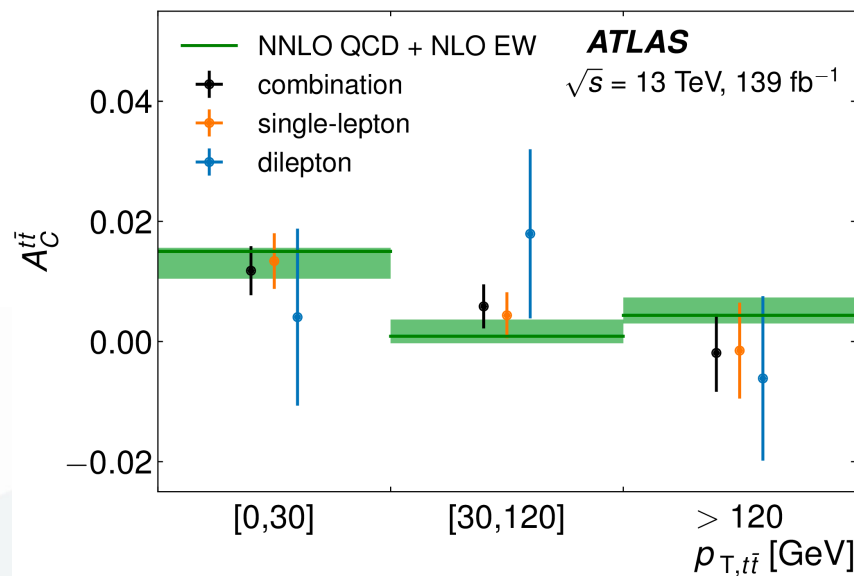 NNLO QCD + NLO EW
ATLAS
combination
√s = 13 TeV, 139 fb⁻¹
single-lepton
dilepton
0.04
0.02
0.00
−0.02
A_C^{tt̄}
[0,30]
[30,120]
> 120
p_{T,tt̄} [GeV]